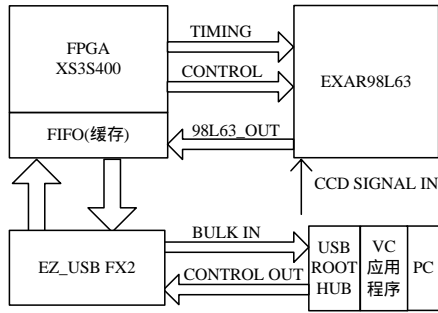 FPGA
XS3S400
TIMING
CONTROL
EXAR98L63
FIFO(缓存)
98L63_OUT
CCD SIGNAL IN
EZ_USB FX2
BULK IN
CONTROL OUT
USB
ROOT
HUB
VC
应用
程序
PC